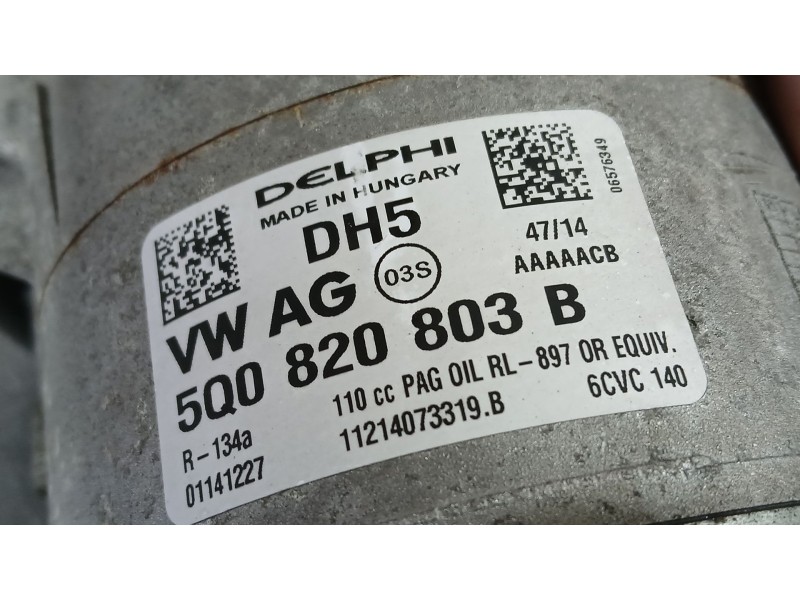 DELPHI
MADE IN HUNGARY
DH5
06576349
47/14
AAAAACB
VW AG 03S
5Q0 820 803 B
110 cc PAG OIL RL-897 OR EQUIV.
R-134a
11214073319.B
6CVC 140
01141227